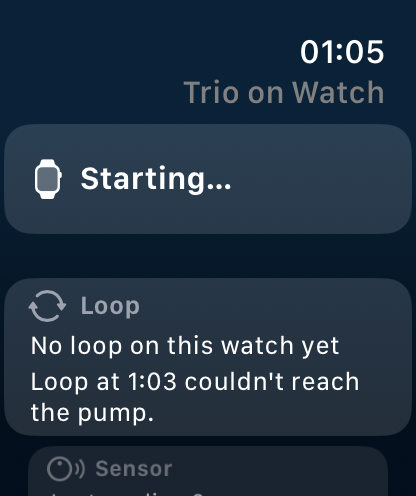 01:05
Trio on Watch
Starting...
Loop
No loop on this watch yet
Loop at 1:03 couldn't reach
the pump.
Sensor